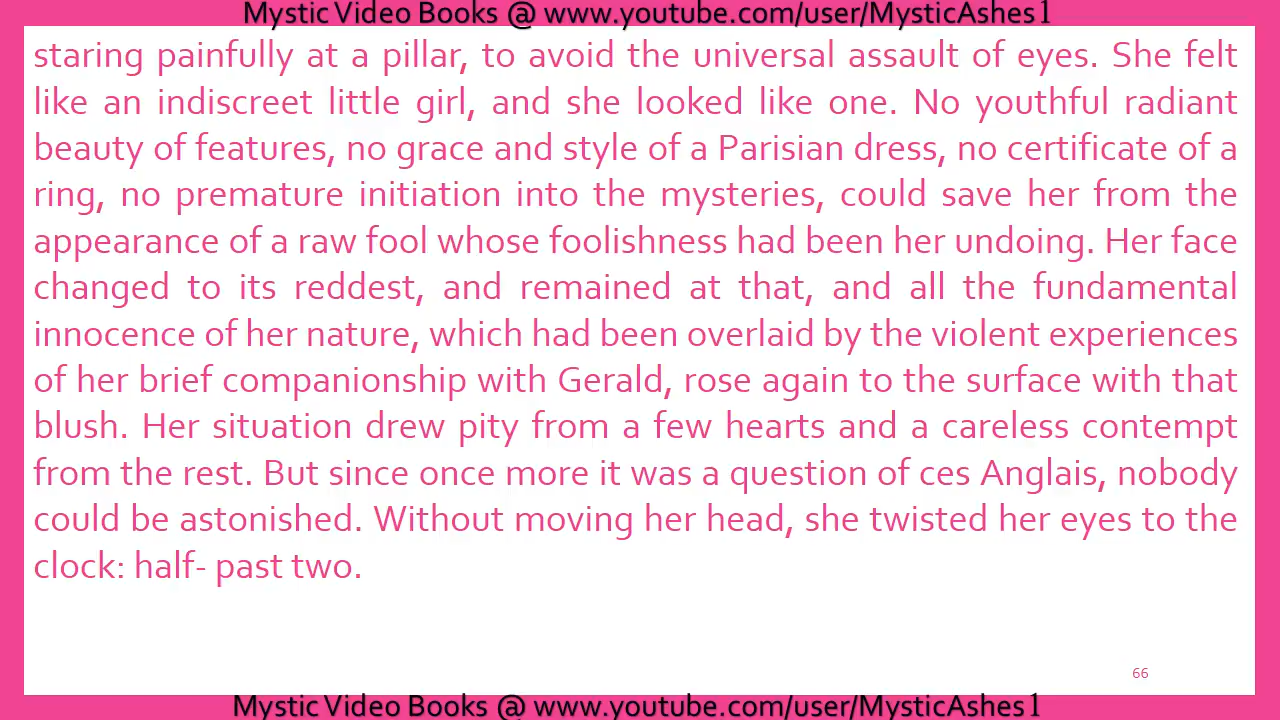 Mystic Video Books @ www.youtube.com/user/MysticAshes1
staring painfully at a pillar, to avoid the universal assault of eyes. She felt
like an indiscreet little girl, and she looked like one. No youthful radiant
beauty of features, no grace and style of a Parisian dress, no certificate of a
ring, no premature initiation into the mysteries, could save her from the
appearance of a raw fool whose foolishness had been her undoing. Her face
changed to its reddest, and remained at that, and all the fundamental
innocence of her nature, which had been overlaid by the violent experiences
of her brief companionship with Gerald, rose again to the surface with that
blush. Her situation drew pity from a few hearts and a careless contempt
from the rest. But since once more it was a question of ces Anglais, nobody
could be astonished. Without moving her head, she twisted her eyes to the
clock: half- past two.
66
Mystic Video Books @ www.youtube.com/user/MysticAshes1